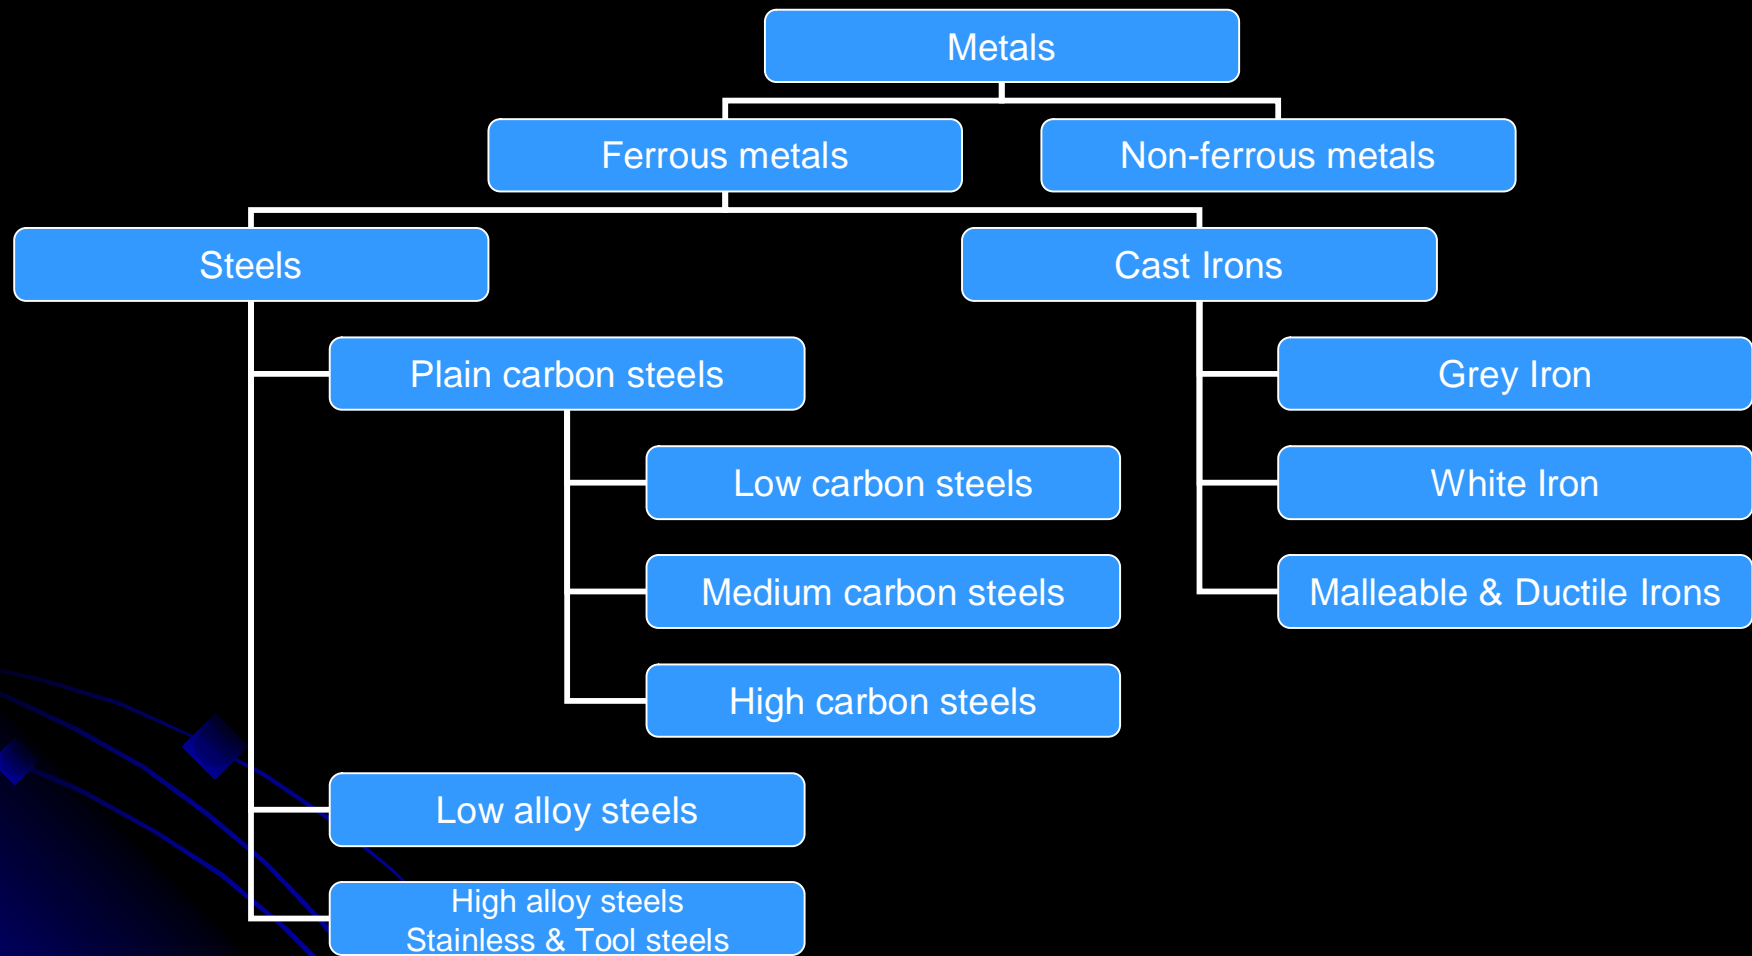 Metals
Ferrous metals
Non-ferrous metals
Steels
Cast Irons
Plain carbon steels
Grey Iron
Low carbon steels
White Iron
Medium carbon steels
Malleable & Ductile Irons
High carbon steels
Low alloy steels
High alloy steels
Stainless & Tool steels